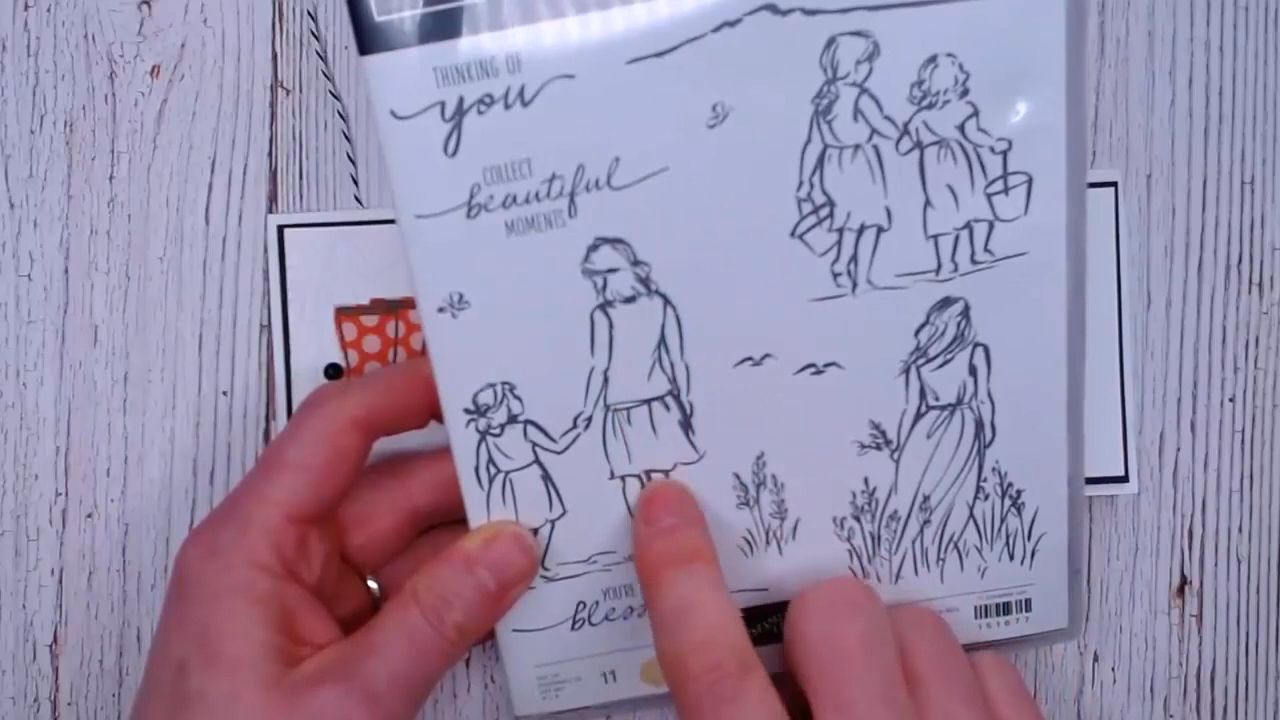 THINKING OF
you
COLLECT
beautiful
MOMENTS
YOU'RE
11
151677